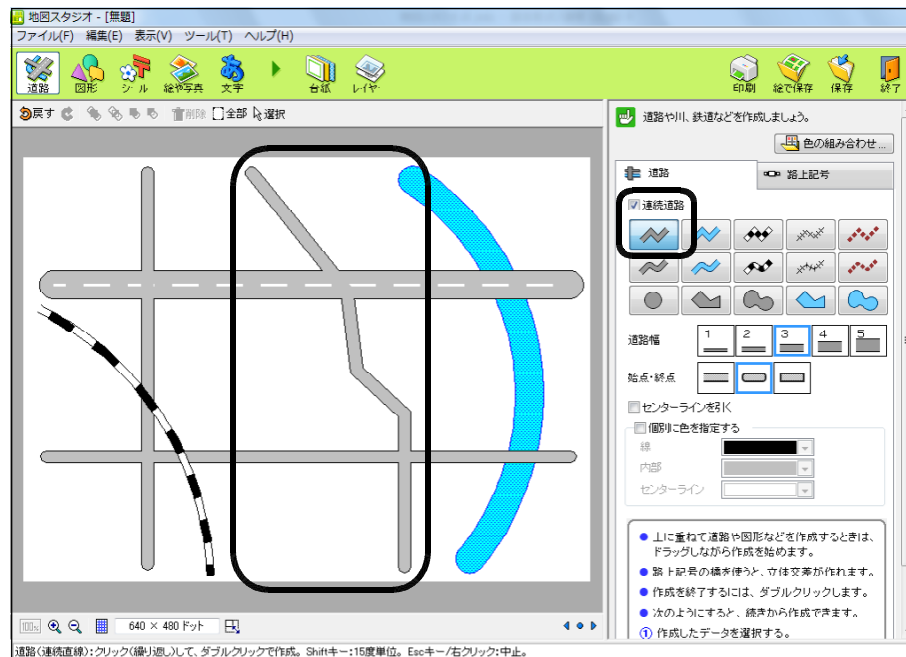 地図スタジオ - [無題]
ファイル(F) 編集(E) 表示(V) ツール(T) ヘルプ(H)
道路 図形 シール 絵や写真 文字 台紙 レイヤー 印刷 絵で保存 保存 終了
戻す 削除 全部 選択
道路や川、鉄道などを作成しましょう。
色の組み合わせ...
道路 路上記号
連続道路
道路幅 1 2 3 4 5
始点・終点
センターラインを引く
個別に色を指定する
線
内部
センターライン
● 上に重ねて道路や図形などを作成するときは、
ドラッグしながら作成を始めます。
● 路上記号の橋を使うと、立体交差が作れます。
● 作成を終了するには、ダブルクリックします。
● 次のようにすると、続きから作成できます。
① 作成したデータを選択する。
100% 640 × 480 ドット
道路(連続直線):クリック(繰り返し)して、ダブルクリックで作成。Shiftキー:15度単位。Escキー/右クリック:中止。